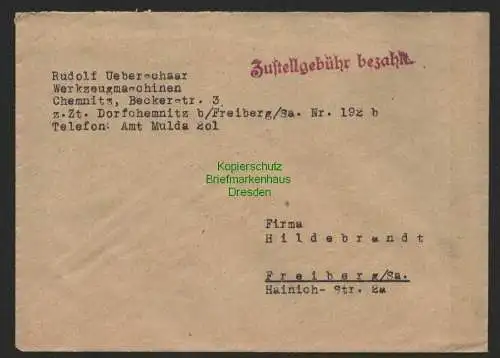 Zustellgebühr bezahlt.
Rudolf Ueberschaar
Werkzeugmaschinen
Chemnitz, Beckerstr. 3
z.Zt. Dorfchemnitz b/Freiberg/Sa. Nr. 192 b
Telefon: Amt Mulda 201
Kopierschutz
Briefmarkenhaus
Dresden
Firma
Hildebrandt
Freiberg/Sa.
Hainich- Str. 2a